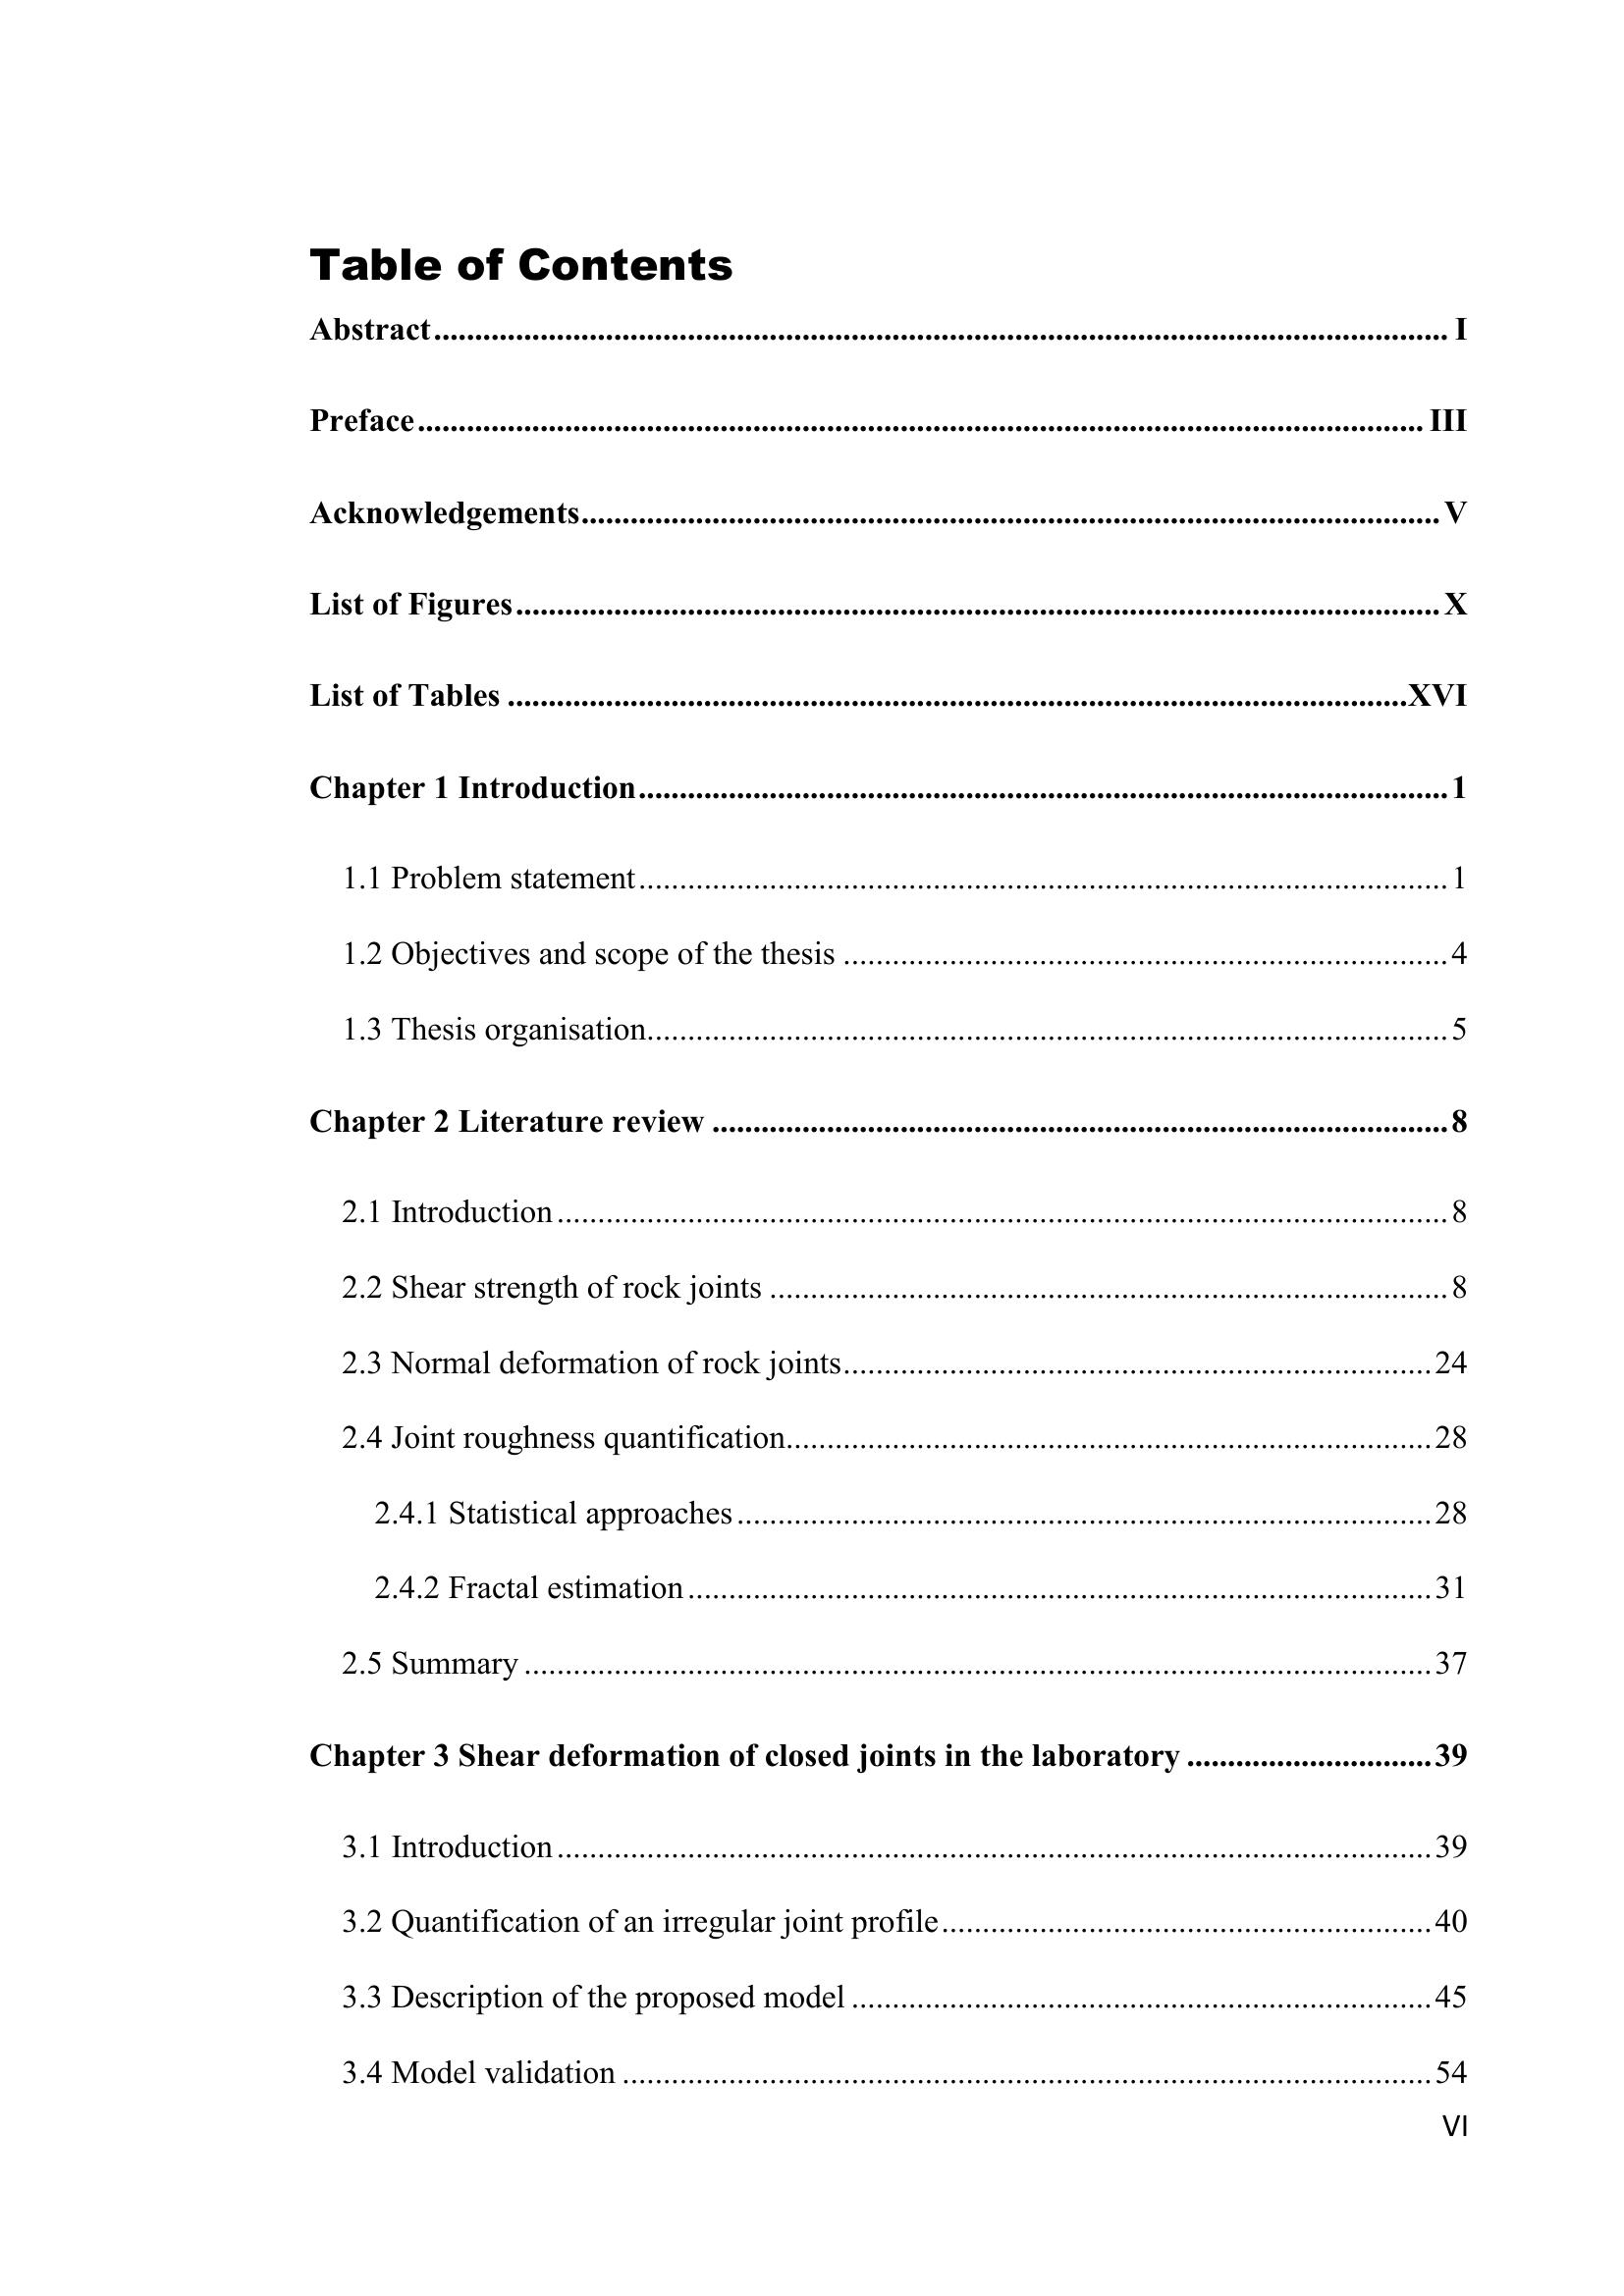 Table of Contents
Abstract............................................................ I
Preface............................................................ III
Acknowledgements............................................................ V
List of Figures............................................................ X
List of Tables ............................................................XVI
Chapter 1 Introduction............................................................ 1
1.1 Problem statement............................................................ 1
1.2 Objectives and scope of the thesis ............................................................ 4
1.3 Thesis organisation............................................................ 5
Chapter 2 Literature review ............................................................ 8
2.1 Introduction............................................................ 8
2.2 Shear strength of rock joints ............................................................ 8
2.3 Normal deformation of rock joints............................................................ 24
2.4 Joint roughness quantification............................................................ 28
2.4.1 Statistical approaches............................................................ 28
2.4.2 Fractal estimation............................................................ 31
2.5 Summary ............................................................ 37
Chapter 3 Shear deformation of closed joints in the laboratory .............................. 39
3.1 Introduction............................................................ 39
3.2 Quantification of an irregular joint profile............................................................ 40
3.3 Description of the proposed model ............................................................ 45
3.4 Model validation ............................................................ 54
VI